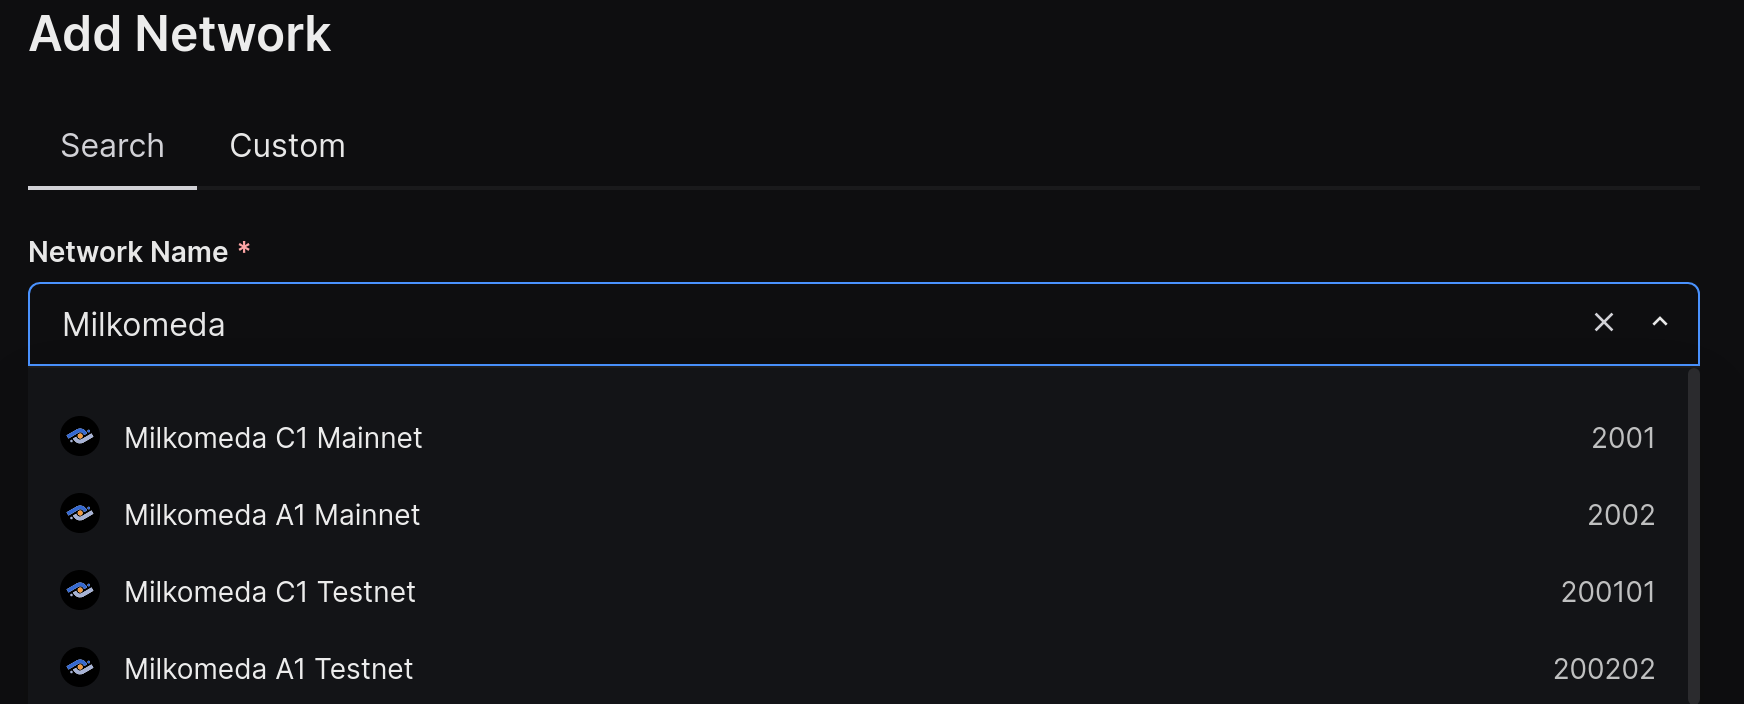 Add Network
Search Custom
Network Name *
Milkomeda
Milkomeda C1 Mainnet 2001
Milkomeda A1 Mainnet 2002
Milkomeda C1 Testnet 200101
Milkomeda A1 Testnet 200202